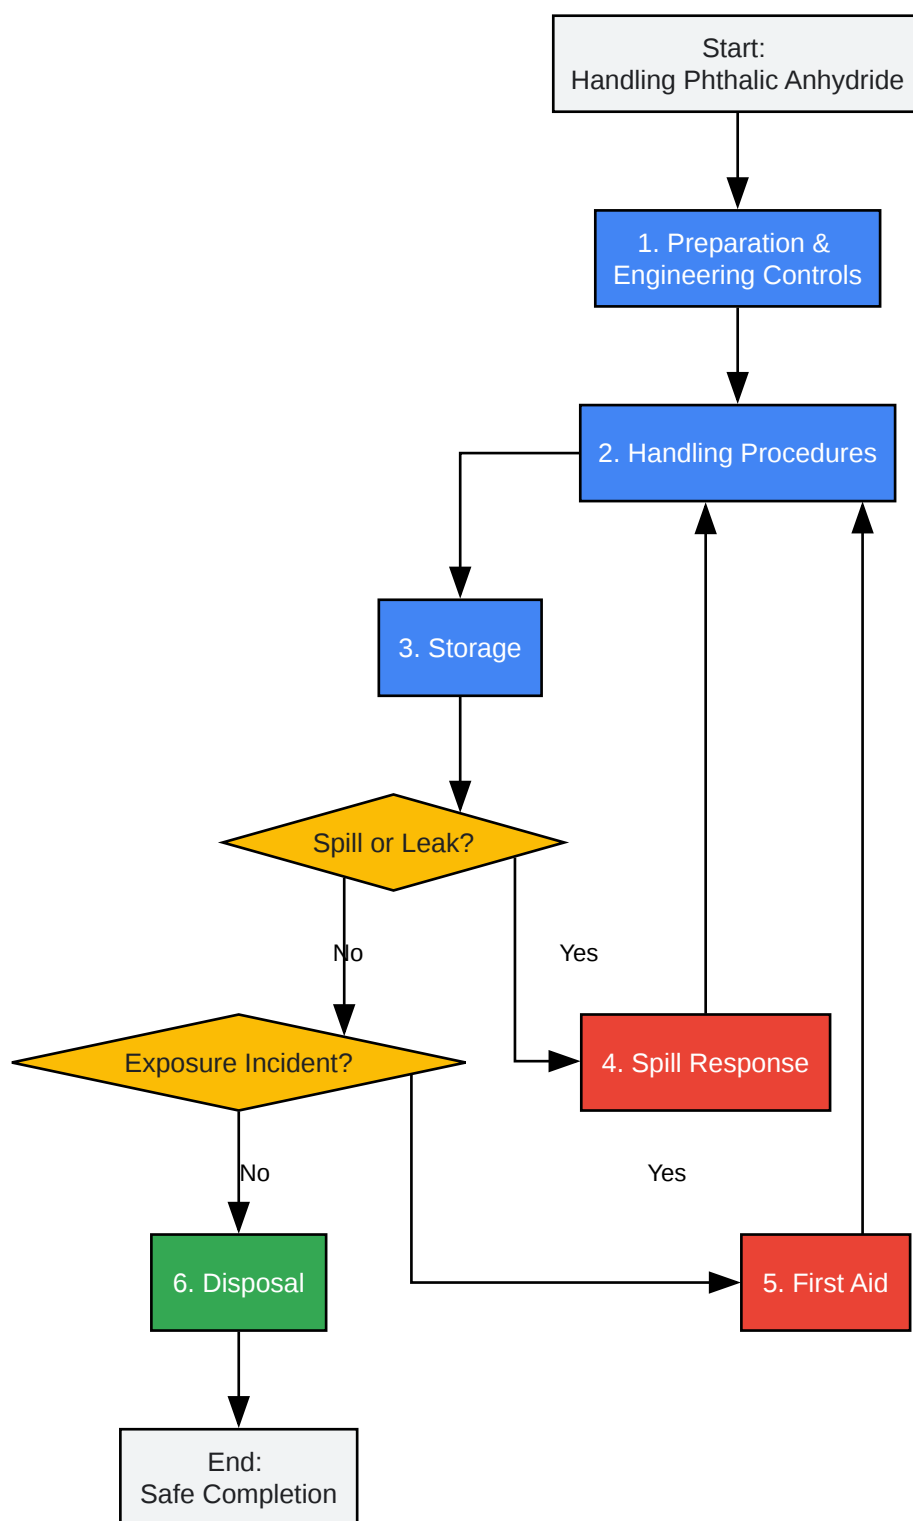 Start:
Handling Phthalic Anhydride
1. Preparation &
Engineering Controls
2. Handling Procedures
3. Storage
Spill or Leak?
No
Yes
Exposure Incident?
4. Spill Response
No
Yes
6. Disposal
5. First Aid
End:
Safe Completion